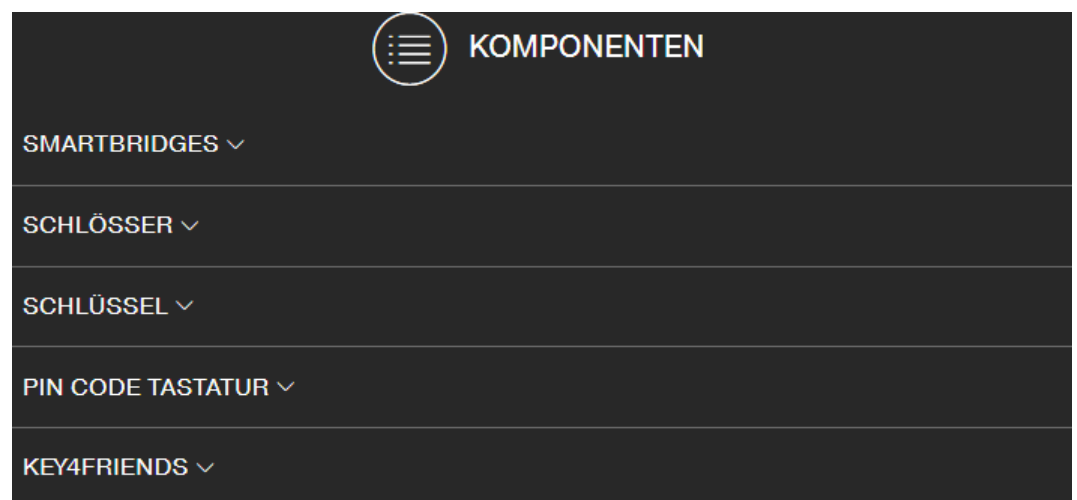 KOMPONENTEN
SMARTBRIDGES
SCHLÖSSER
SCHLÜSSEL
PIN CODE TASTATUR
KEY4FRIENDS